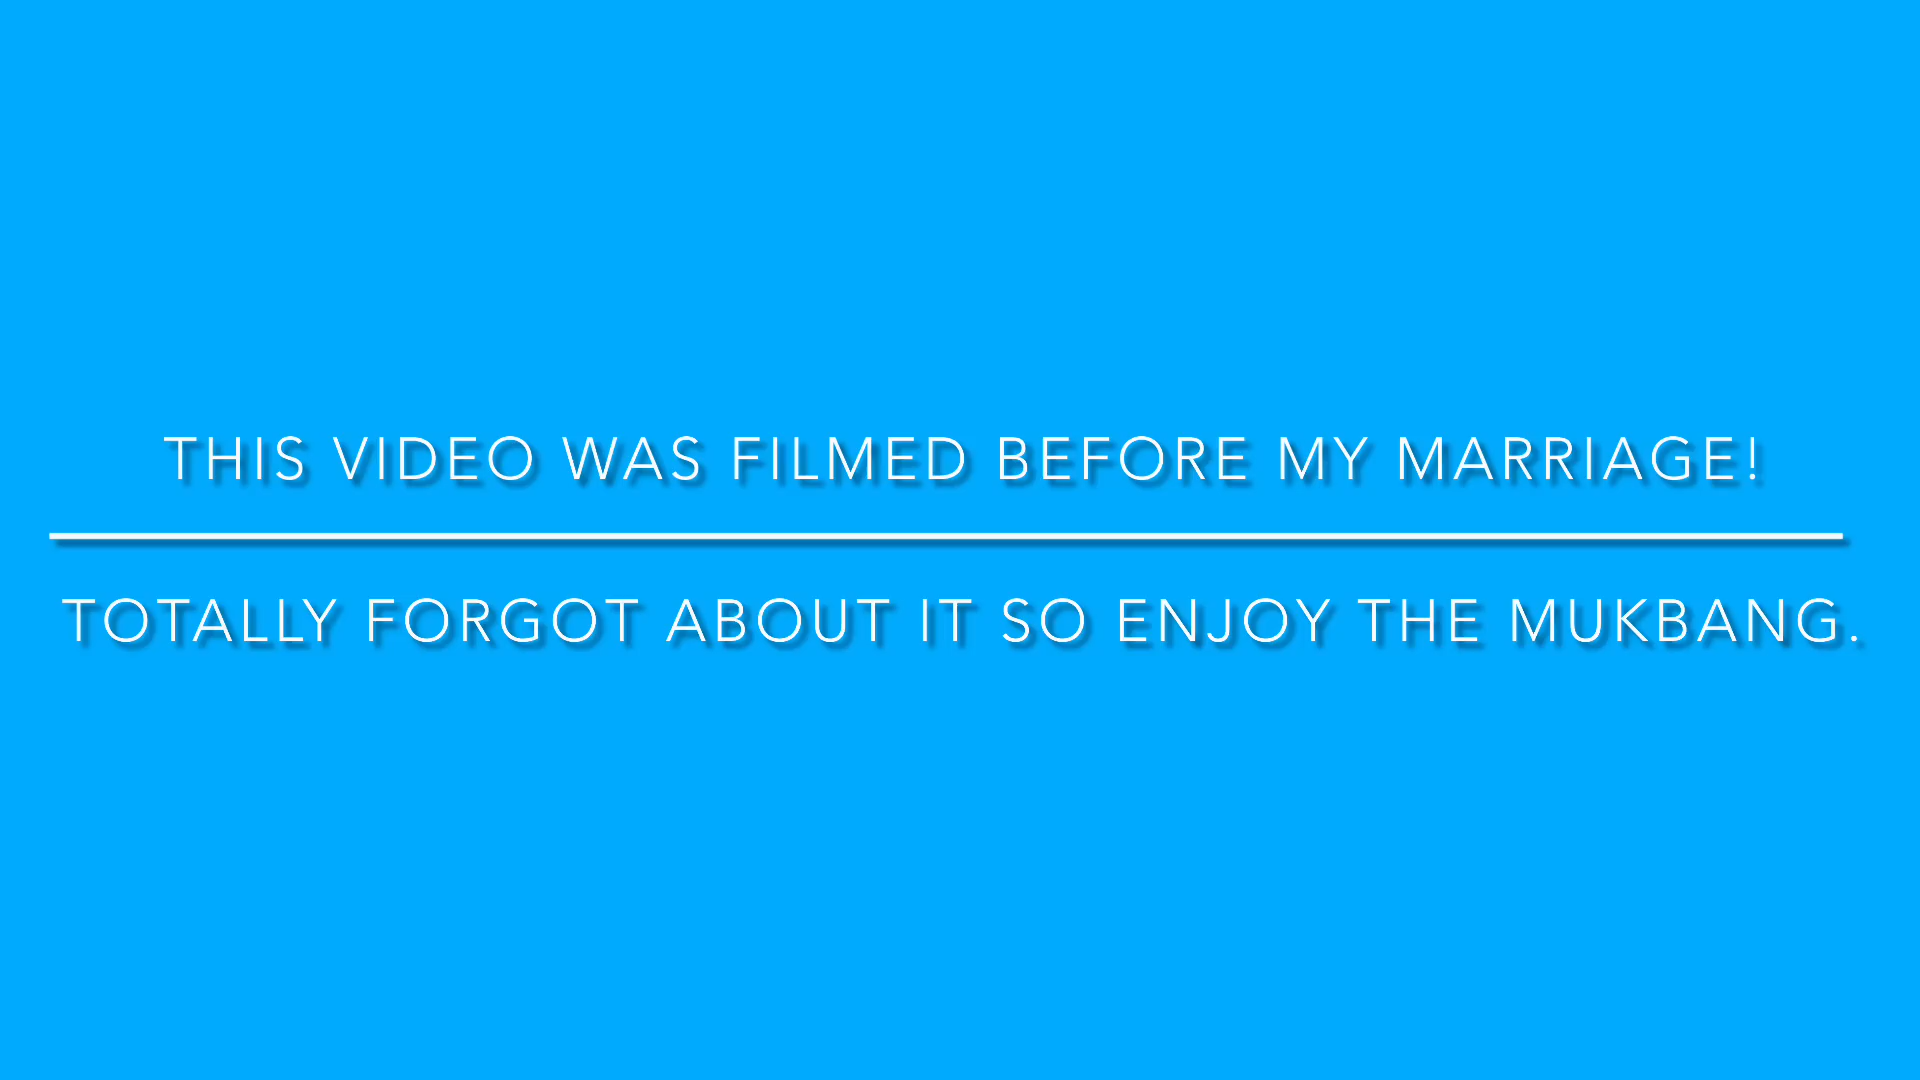 THIS VIDEO WAS FILMED BEFORE MY MARRIAGE!
TOTALLY FORGOT ABOUT IT SO ENJOY THE MUKBANG.